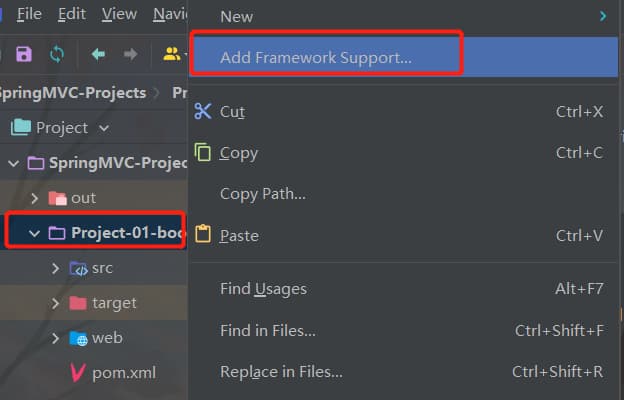 File Edit View Navi
New
Add Framework Support...
SpringMVC-Projects Pr
Cut Ctrl+X
Project
Copy Ctrl+C
SpringMVC-Projec
Copy Path...
out
Project-01-boo
Paste Ctrl+V
src
Find Usages Alt+F7
target
Find in Files... Ctrl+Shift+F
web
pom.xml
Replace in Files... Ctrl+Shift+R